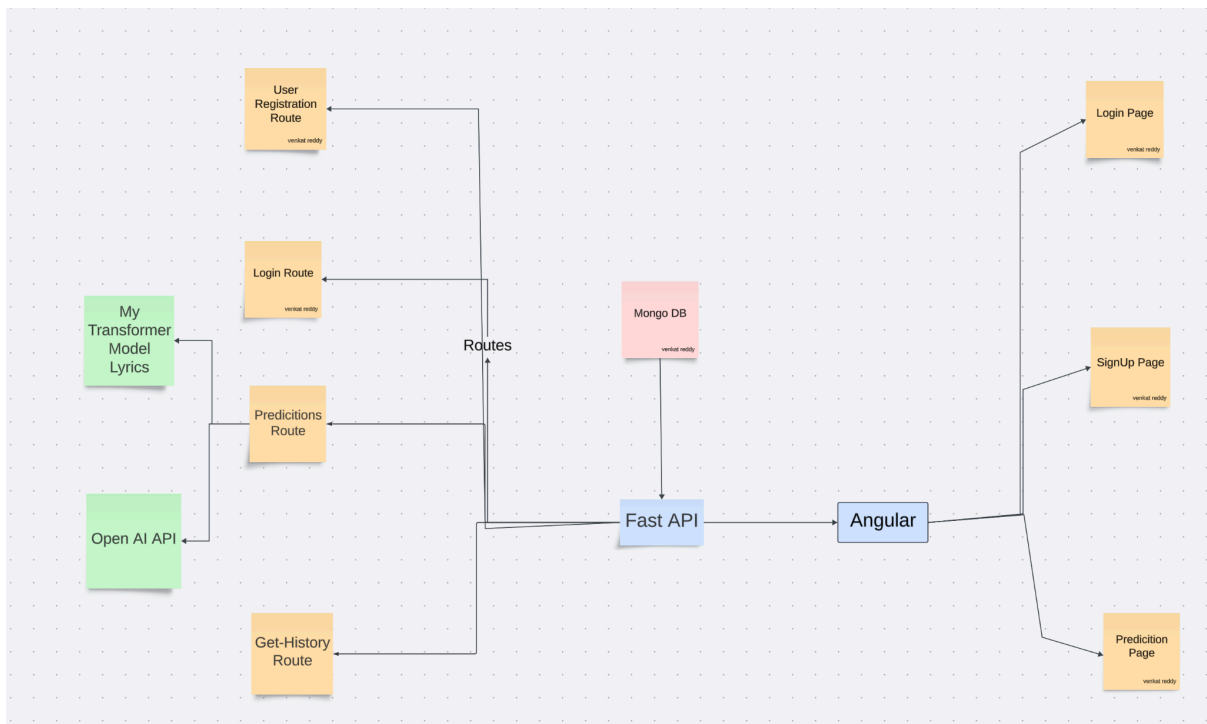 User
Registration
Route
venkat reddy
Login Page
venkat reddy
Login Route
venkat reddy
My
Transformer
Model
Lyrics
Mongo DB
venkat reddy
Routes
SignUp Page
venkat reddy
Predicitions
Route
Open AI API
Fast API
Angular
Get-History
Route
Predicition
Page
venkat reddy